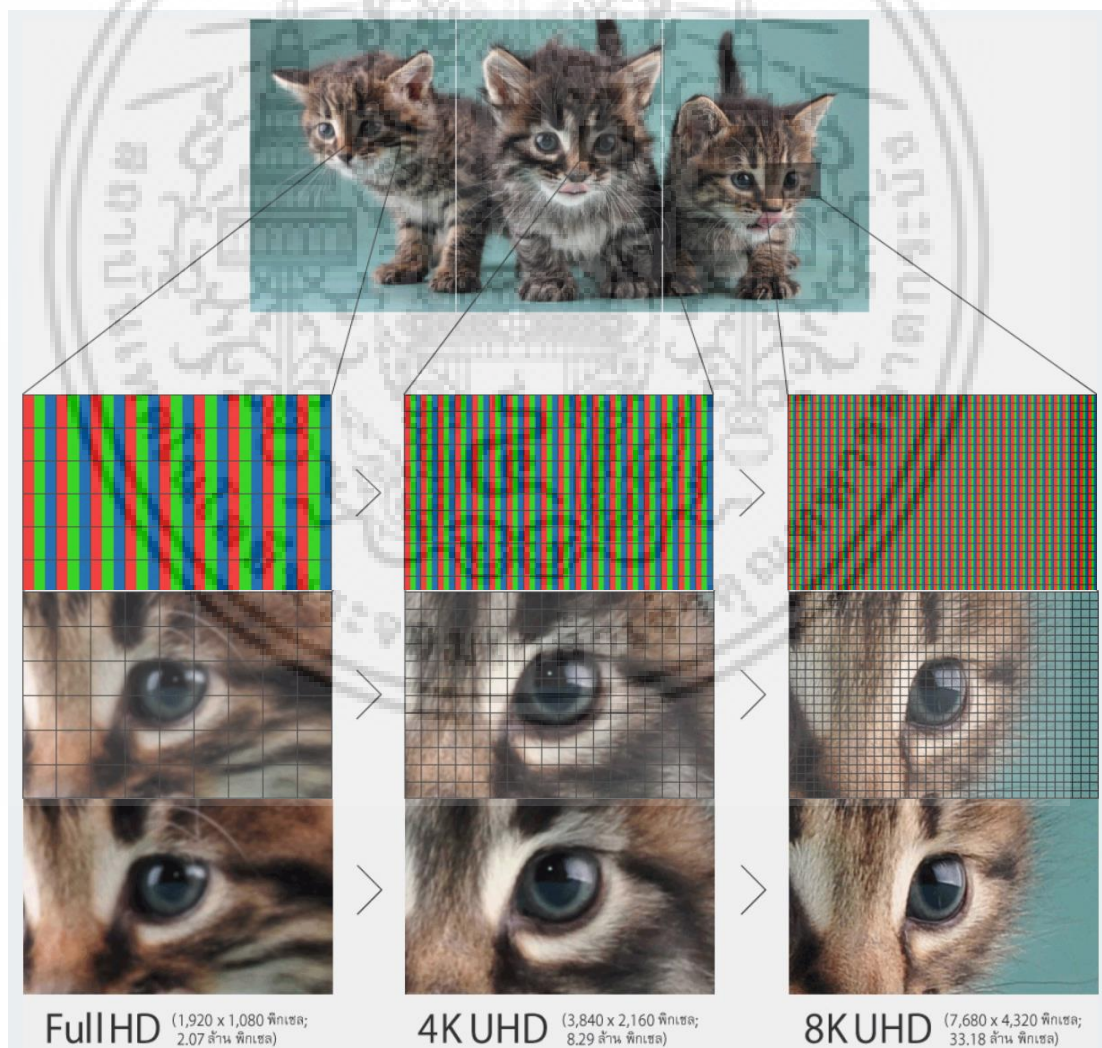 Full HD (1,920 x 1,080 พิกเซล;
2.07 ล้าน พิกเซล)
4K UHD (3,840 x 2,160 พิกเซล;
8.29 ล้าน พิกเซล)
8K UHD (7,680 x 4,320 พิกเซล;
33.18 ล้าน พิกเซล)